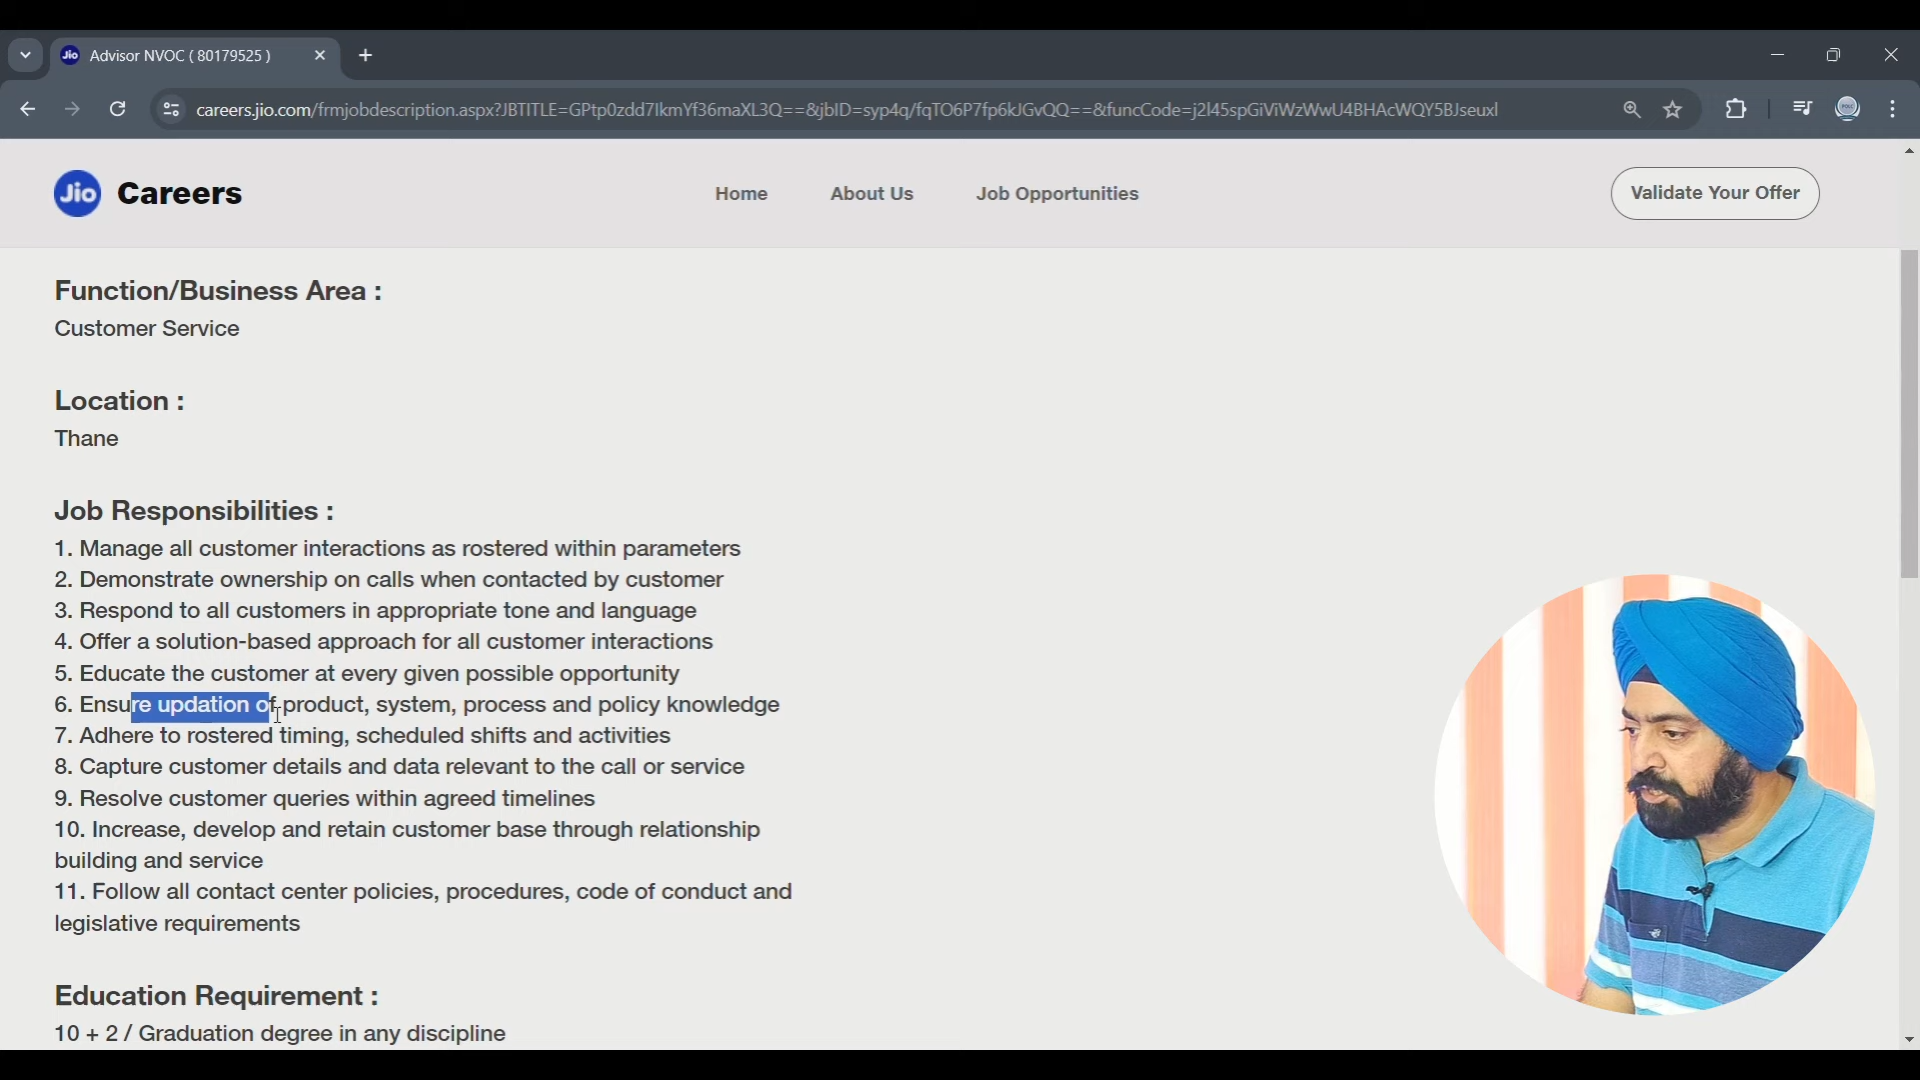 Jio Advisor NVOC ( 80179525 )
careers.jio.com/frmjobdescription.aspx?JBTITLE=GPtp0zdd7IkmYf36maXL3Q==&jbID=syp4q/fqTO6P7fp6kJGvQQ==&funcCode=j2l45spGiViWzWwU4BHAcWQY5BJseuxl
Jio Careers Home About Us Job Opportunities Validate Your Offer
Function/Business Area :
Customer Service
Location :
Thane
Job Responsibilities :
1. Manage all customer interactions as rostered within parameters
2. Demonstrate ownership on calls when contacted by customer
3. Respond to all customers in appropriate tone and language
4. Offer a solution-based approach for all customer interactions
5. Educate the customer at every given possible opportunity
6. Ensure updation of product, system, process and policy knowledge
7. Adhere to rostered timing, scheduled shifts and activities
8. Capture customer details and data relevant to the call or service
9. Resolve customer queries within agreed timelines
10. Increase, develop and retain customer base through relationship
building and service
11. Follow all contact center policies, procedures, code of conduct and
legislative requirements
Education Requirement :
10 + 2 / Graduation degree in any discipline